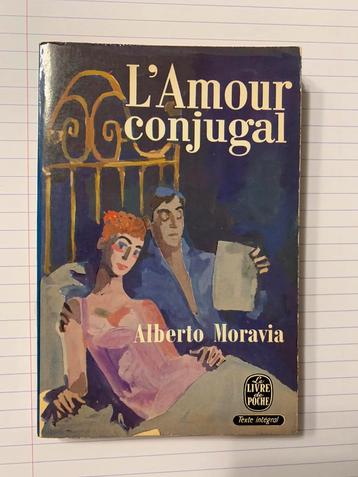 L'Amour
conjugal
Alberto Moravia
Le
LIVRE
de
POCHE
Texte intégral